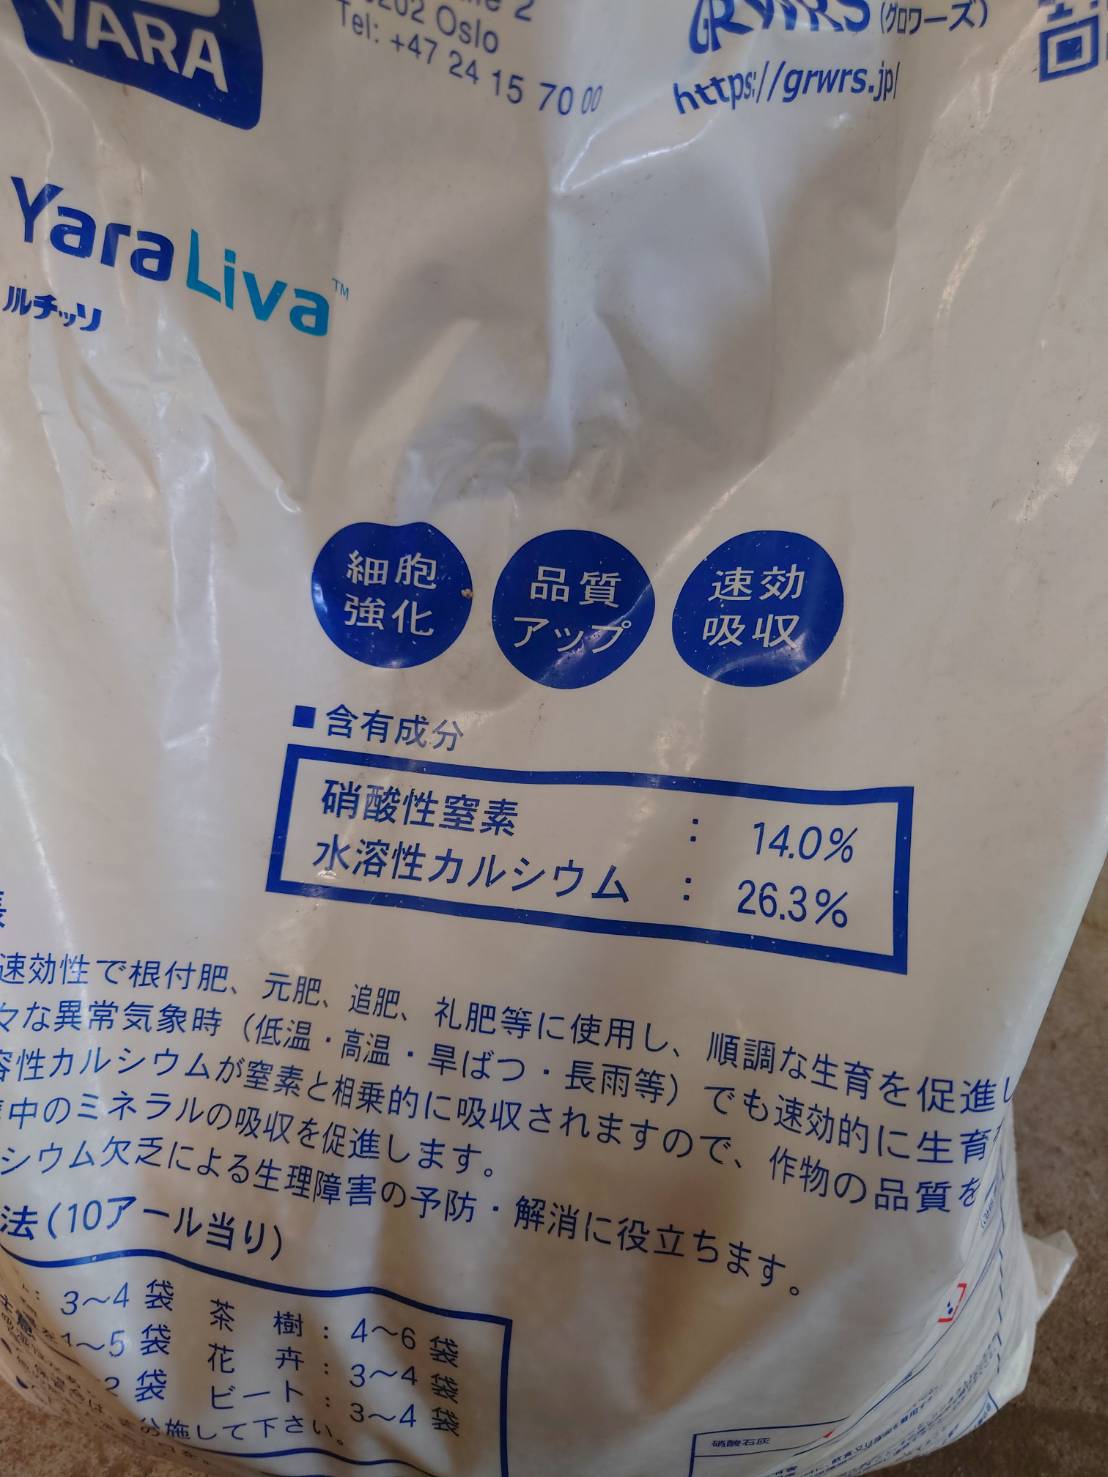 YARA
0202 Oslo
Tel: +47 24 15 70 00
GRWRS (グロワーズ)
https://grwrs.jp/
YaraLiva™
ルチッソ
細胞
強化
品質
アップ
速効
吸収
■含有成分
硝酸性窒素 : 14.0%
水溶性カルシウム : 26.3%
速効性で根付肥、元肥、追肥、礼肥等に使用し、順調な生育を促進し
々な異常気象時(低温・高温・旱ばつ・長雨等)でも速効的に生育
溶性カルシウムが窒素と相乗的に吸収されますので、作物の品質を
中のミネラルの吸収を促進します。
シウム欠乏による生理障害の予防・解消に役立ちます。
法(10アール当り)
: 3〜4 袋 茶樹 : 4〜6 袋
1〜5 袋 花卉 : 3〜4 袋
2 袋 ビート : 3〜4 袋
施して下さい。
硝酸石灰